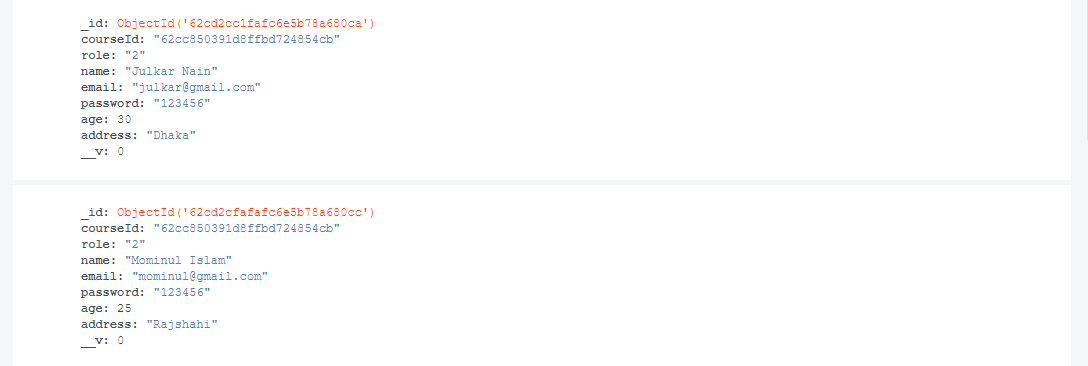 _id: ObjectId('62cd2cc1fafc6e5b78a680ca')
courseId: "62cc850391d8ffbd724854cb"
role: "2"
name: "Julkar Nain"
email: "julkar@gmail.com"
password: "123456"
age: 30
address: "Dhaka"
__v: 0
_id: ObjectId('62cd2cfafafc6e5b78a680cc')
courseId: "62cc850391d8ffbd724854cb"
role: "2"
name: "Mominul Islam"
email: "mominul@gmail.com"
password: "123456"
age: 25
address: "Rajshahi"
__v: 0